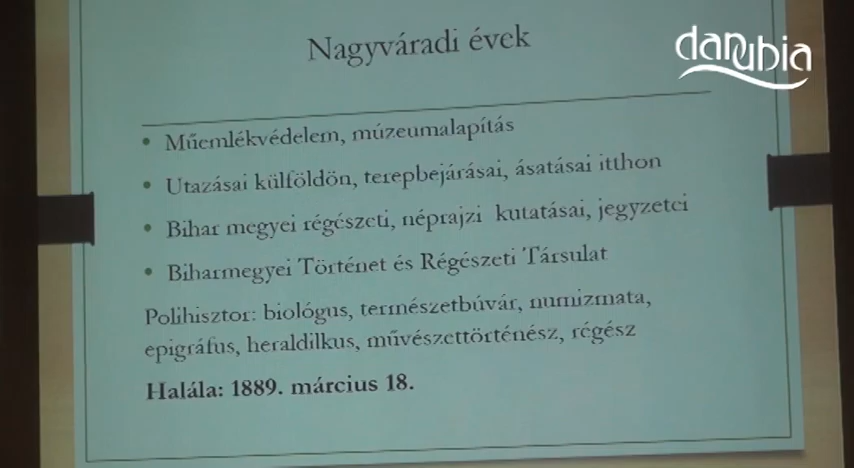 Nagyváradi évek
danubia
• Műemlékvédelem, múzeumalapítás
• Utazásai külföldön, terepbejárásai, ásatásai itthon
• Bihar megyei régészeti, néprajzi kutatásai, jegyzetei
• Biharmegyei Történet és Régészeti Társulat
Polihisztor: biológus, természetbúvár, numizmata,
epigráfus, heraldilkus, művészettörténész, régész
Halála: 1889. március 18.